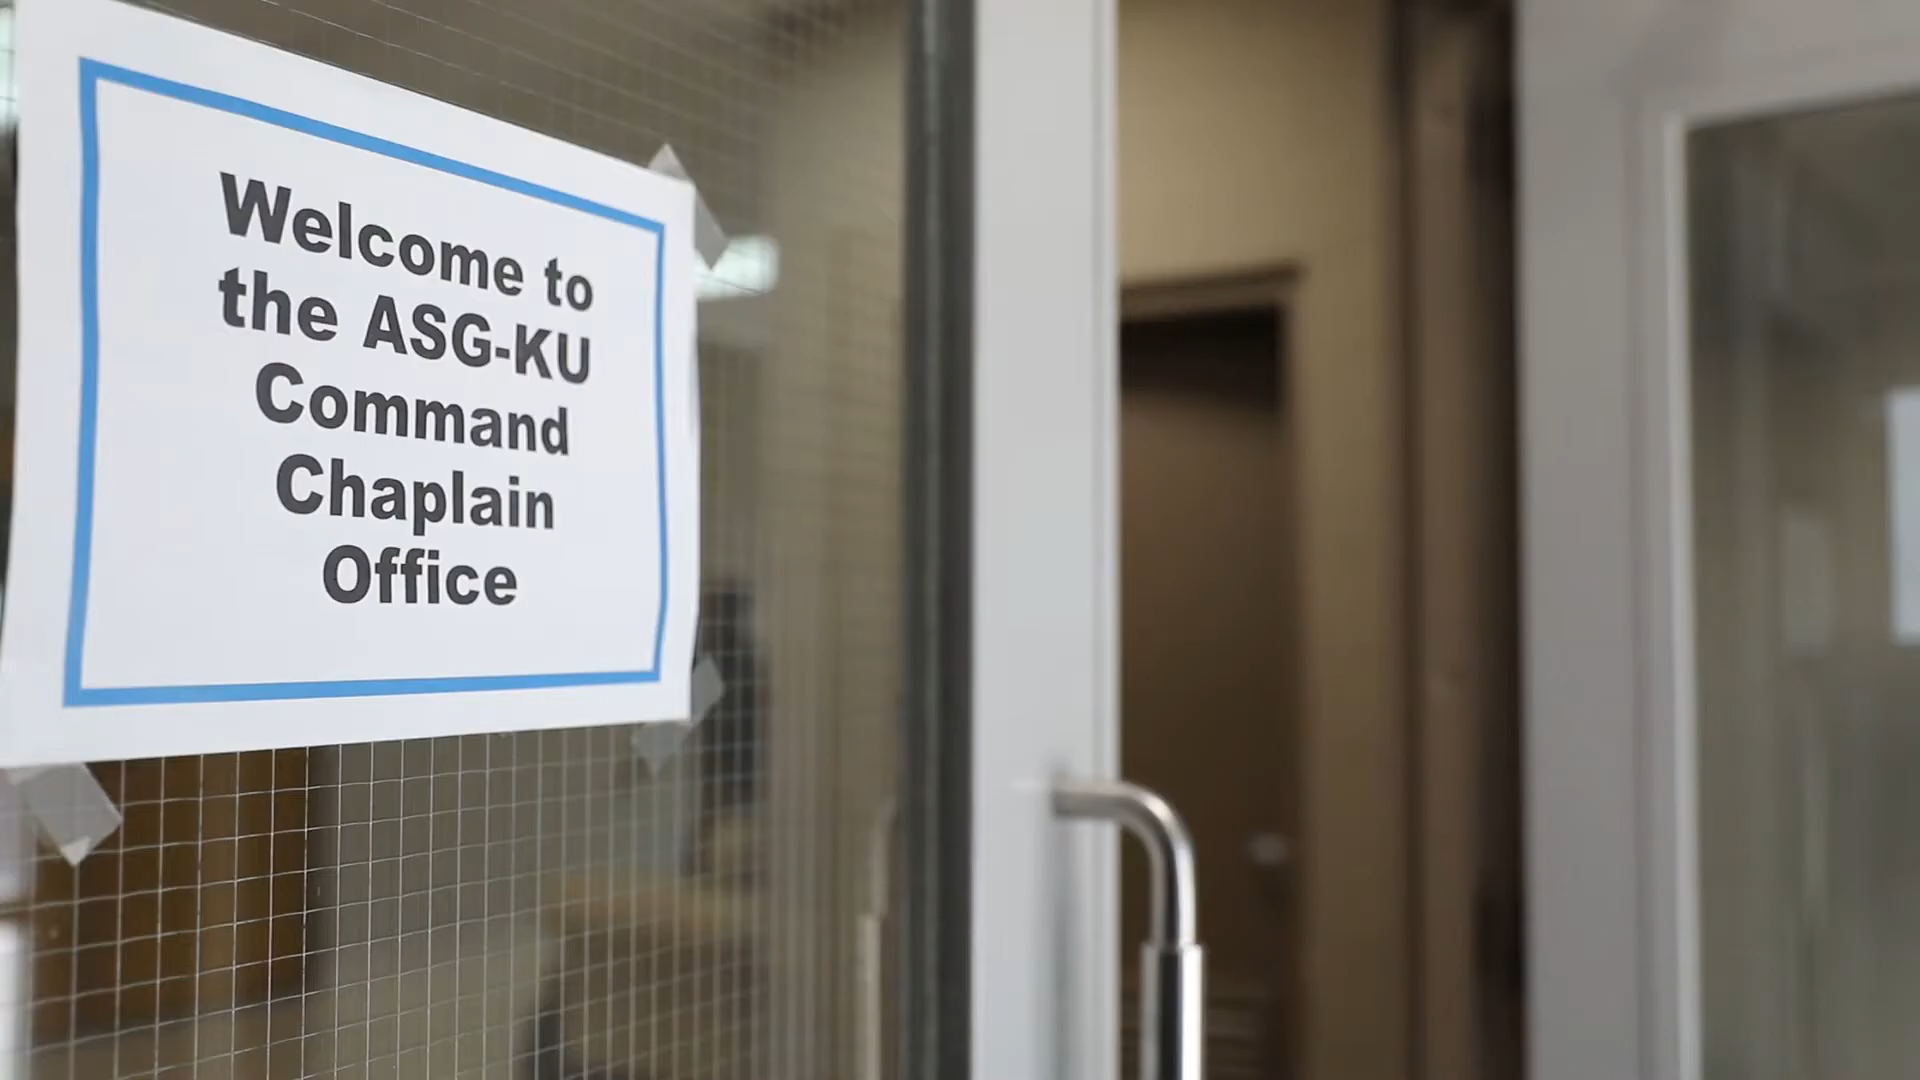 Welcome to
the ASG-KU
Command
Chaplain
Office